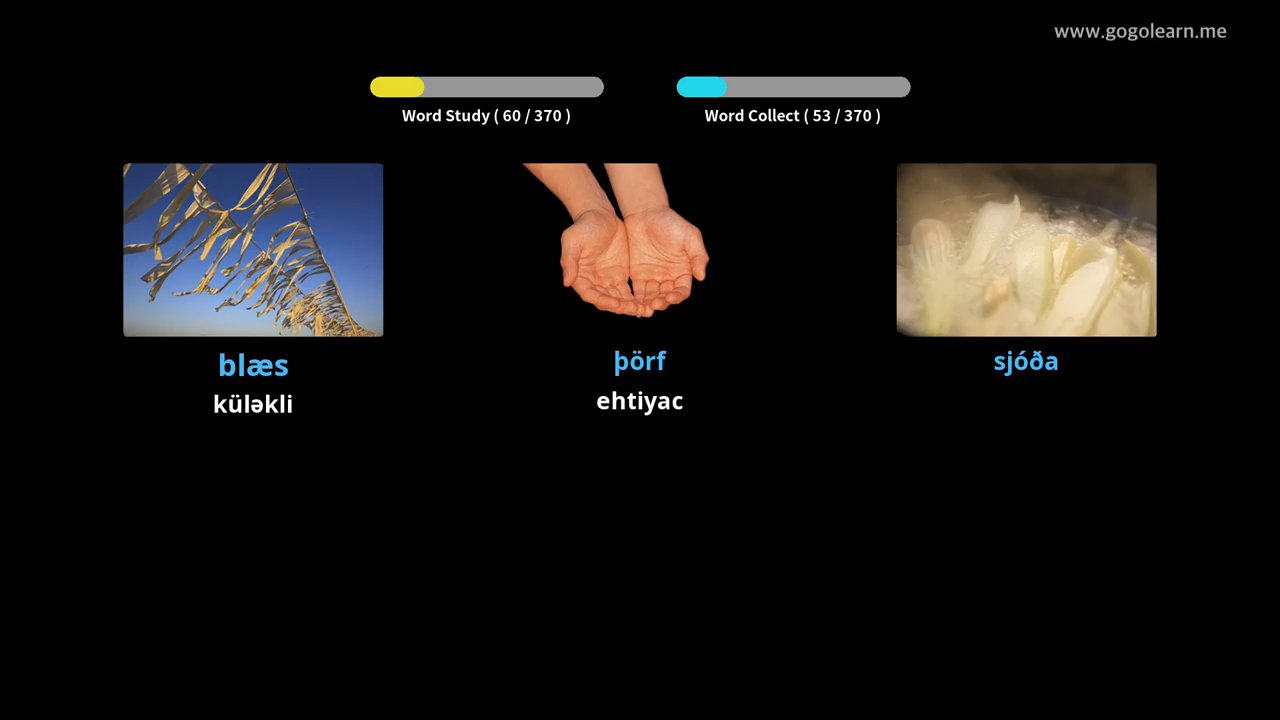 www.gogolearn.me
Word Study ( 60 / 370 )
Word Collect ( 53 / 370 )
blæs
þörf
sjóða
küləkli
ehtiyac